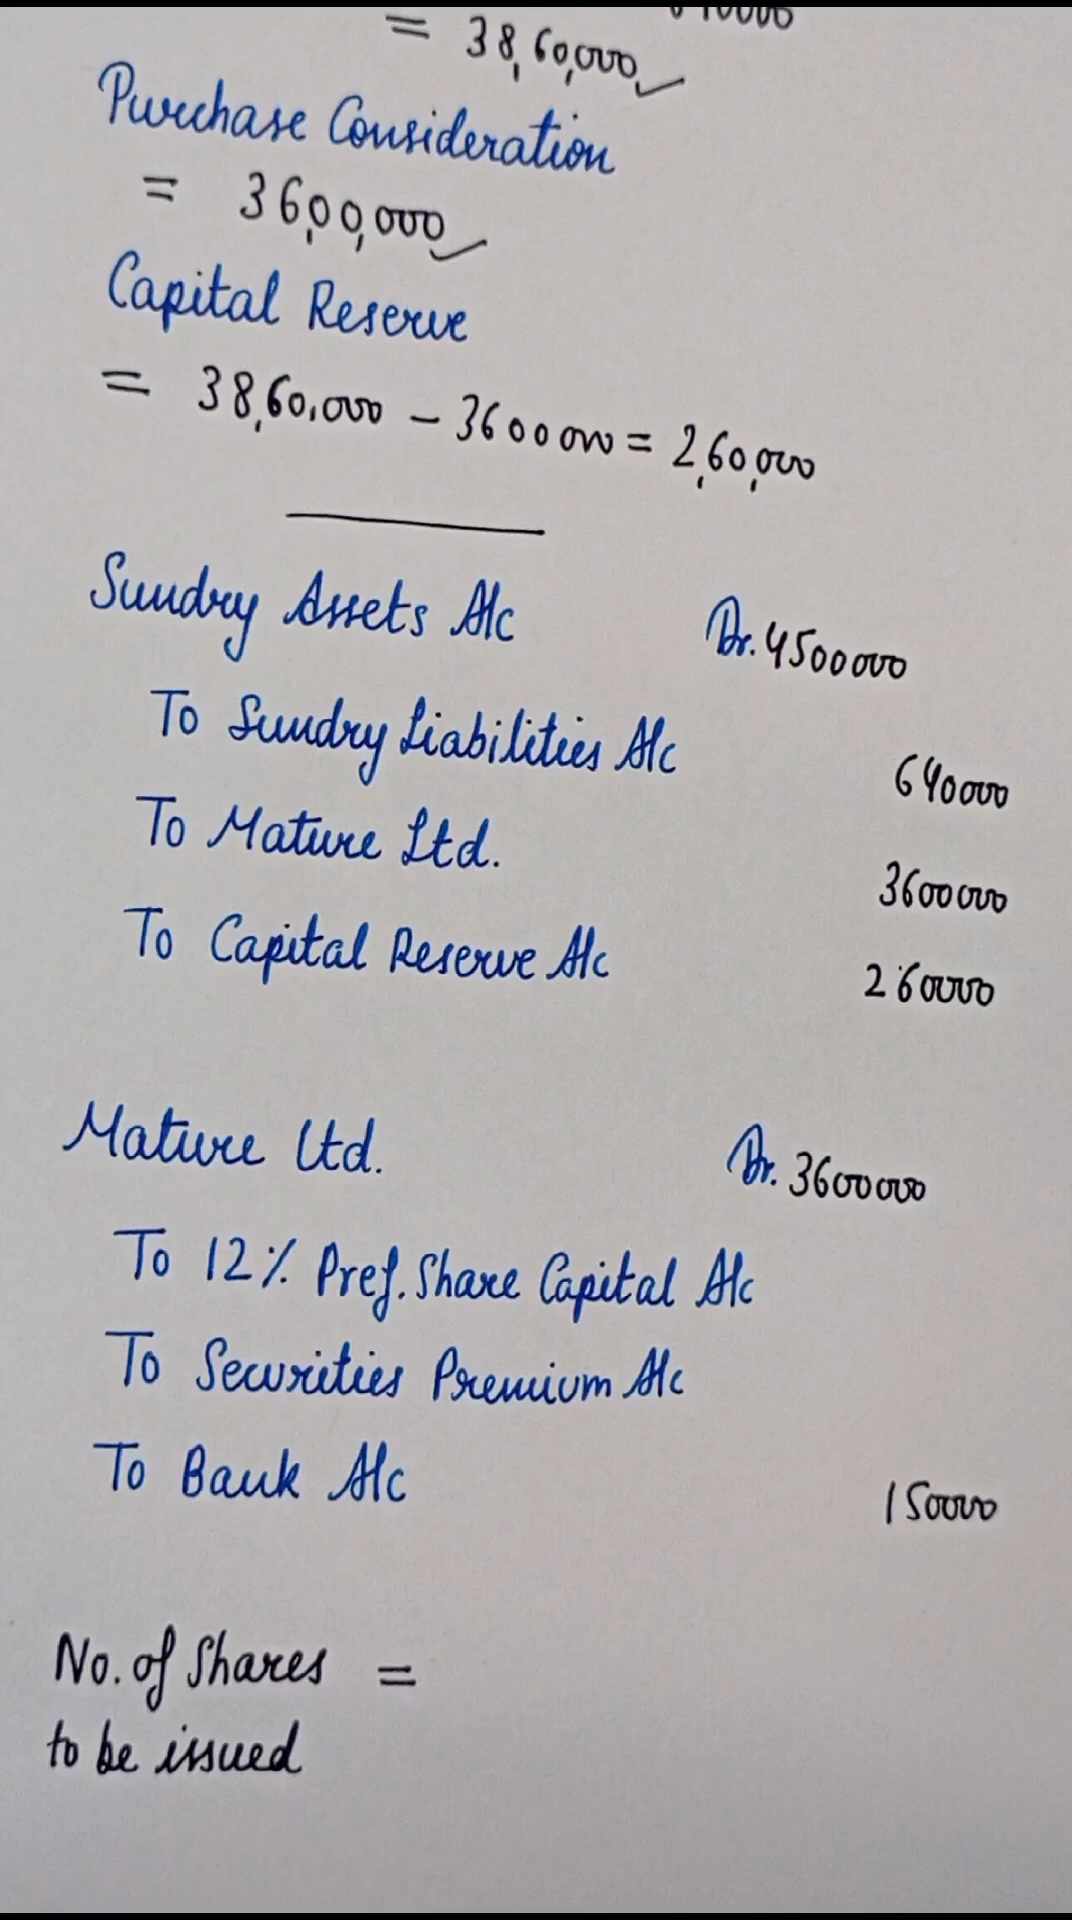 = 38,60,000
Purchase Consideration
= 36,00,000
Capital Reserve
= 38,60,000 - 3600000 = 2,60,000
Sundry Assets A/c Dr. 4500000
To Sundry Liabilities A/c 640000
To Mature Ltd. 3600000
To Capital Reserve A/c 260000
Mature Ltd. Dr. 3600000
To 12% Pref. Share Capital A/c
To Securities Premium A/c
To Bank A/c 150000
No. of Shares =
to be issued